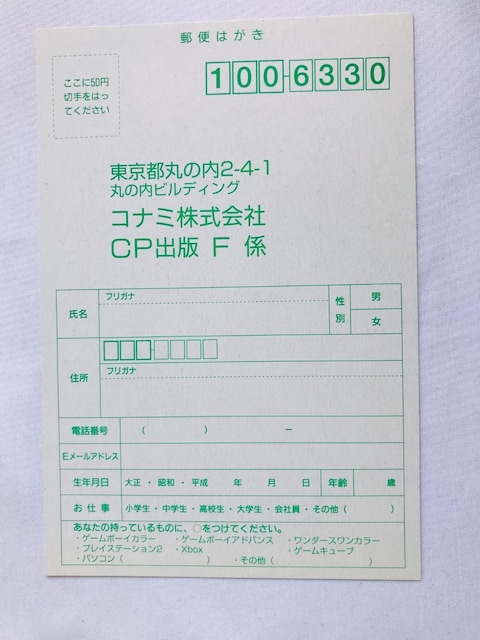 郵便はがき
ここに50円
切手をはっ
てください
100-6330
東京都丸の内2-4-1
丸の内ビルディング
コナミ株式会社
CP出版 F 係
氏名
フリガナ
性別
男
女
住所
フリガナ
電話番号 ( ) −
Eメールアドレス
生年月日 大正・昭和・平成 年 月 日 年齢 歳
お仕事 小学生・中学生・高校生・大学生・会社員・その他( )
あなたの持っているものに、○をつけてください。
・ゲームボーイカラー ・ゲームボーイアドバンス ・ワンダースワンカラー
・プレイステーション2 ・Xbox ・ゲームキューブ
・パソコン( ) ・その他( )